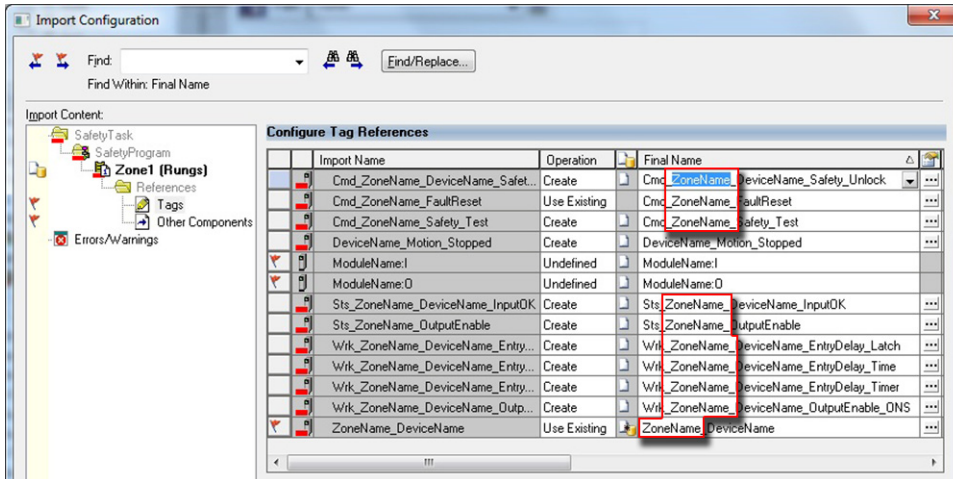 Import Configuration
Find:
Find/Replace...
Find Within: Final Name
Import Content:
SafetyTask
SafetyProgram
Zone1 (Rungs)
References
Tags
Other Components
Errors/Warnings
Configure Tag References
Import Name Operation Final Name
Cmd_ZoneName_DeviceName_Safet... Create Cmd_ZoneName_DeviceName_Safety_Unlock ...
Cmd_ZoneName_FaultReset Use Existing Cmd_ZoneName_FaultReset ...
Cmd_ZoneName_Safety_Test Create Cmd_ZoneName_Safety_Test ...
DeviceName_Motion_Stopped Create DeviceName_Motion_Stopped ...
ModuleName:I Undefined ModuleName:I
ModuleName:O Undefined ModuleName:O
Sts_ZoneName_DeviceName_InputOK Create Sts_ZoneName_DeviceName_InputOK ...
Sts_ZoneName_OutputEnable Create Sts_ZoneName_OutputEnable ...
Wrk_ZoneName_DeviceName_Entry... Create Wrk_ZoneName_DeviceName_EntryDelay_Latch ...
Wrk_ZoneName_DeviceName_Entry... Create Wrk_ZoneName_DeviceName_EntryDelay_Time ...
Wrk_ZoneName_DeviceName_Entry... Create Wrk_ZoneName_DeviceName_EntryDelay_Timer ...
Wrk_ZoneName_DeviceName_Outp... Create Wrk_ZoneName_DeviceName_OutputEnable_ONS ...
ZoneName_DeviceName Use Existing ZoneName_DeviceName ...